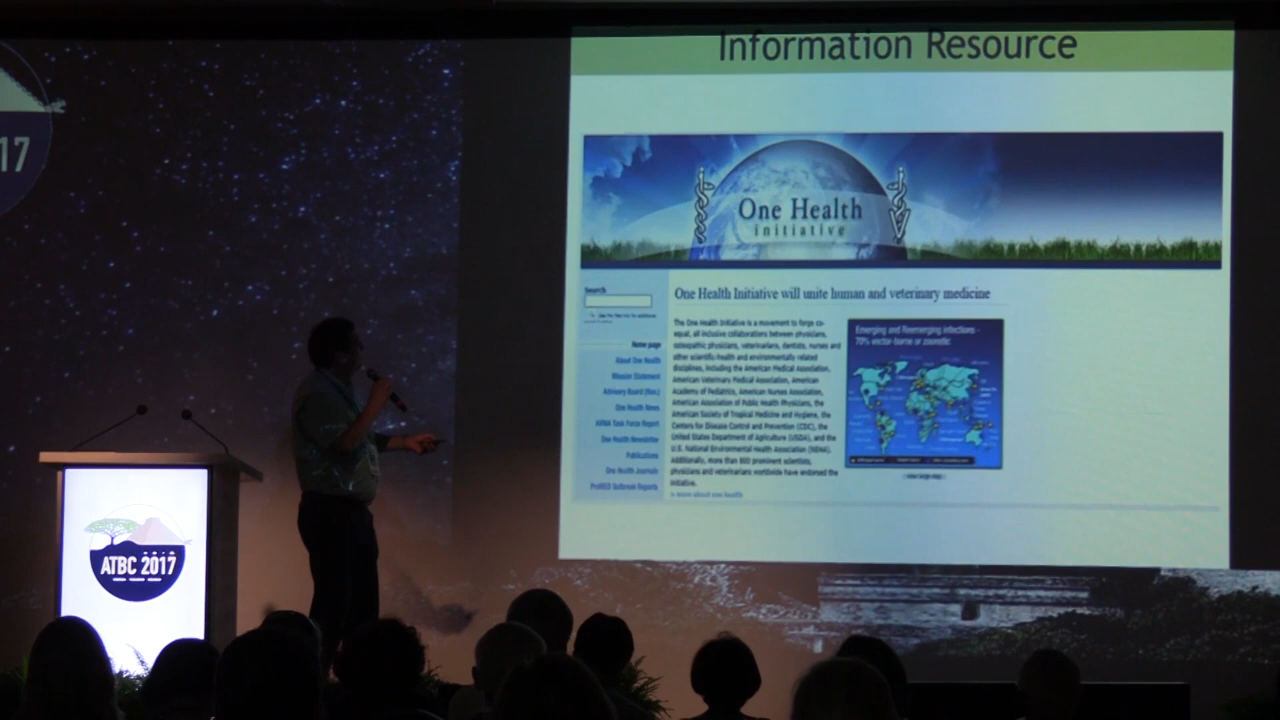 Information Resource
17
One Health
initiative
Search
One Health Initiative will unite human and veterinary medicine
Home page
About One Health
Mission Statement
Advisory Board (Hon.)
One Health News
AVMA Task Force Report
One Health Newsletter
Publications
One Health Journals
ProMED Outbreak Reports
The One Health Initiative is a movement to forge co-
equal, all inclusive collaborations between physicians,
osteopathic physicians, veterinarians, dentists, nurses and
other scientific-health and environmentally related
disciplines, including the American Medical Association,
American Veterinary Medical Association, American
Academy of Pediatrics, American Nurses Association,
American Association of Public Health Physicians, the
American Society of Tropical Medicine and Hygiene, the
Centers for Disease Control and Prevention (CDC), the
United States Department of Agriculture (USDA), and the
U.S. National Environmental Health Association (NEHA).
Additionally, more than 800 prominent scientists,
physicians and veterinarians worldwide have endorsed the
initiative.
more about one health
Emerging and Reemerging infections -
70% vector-borne or zoonotic
ATBC 2017